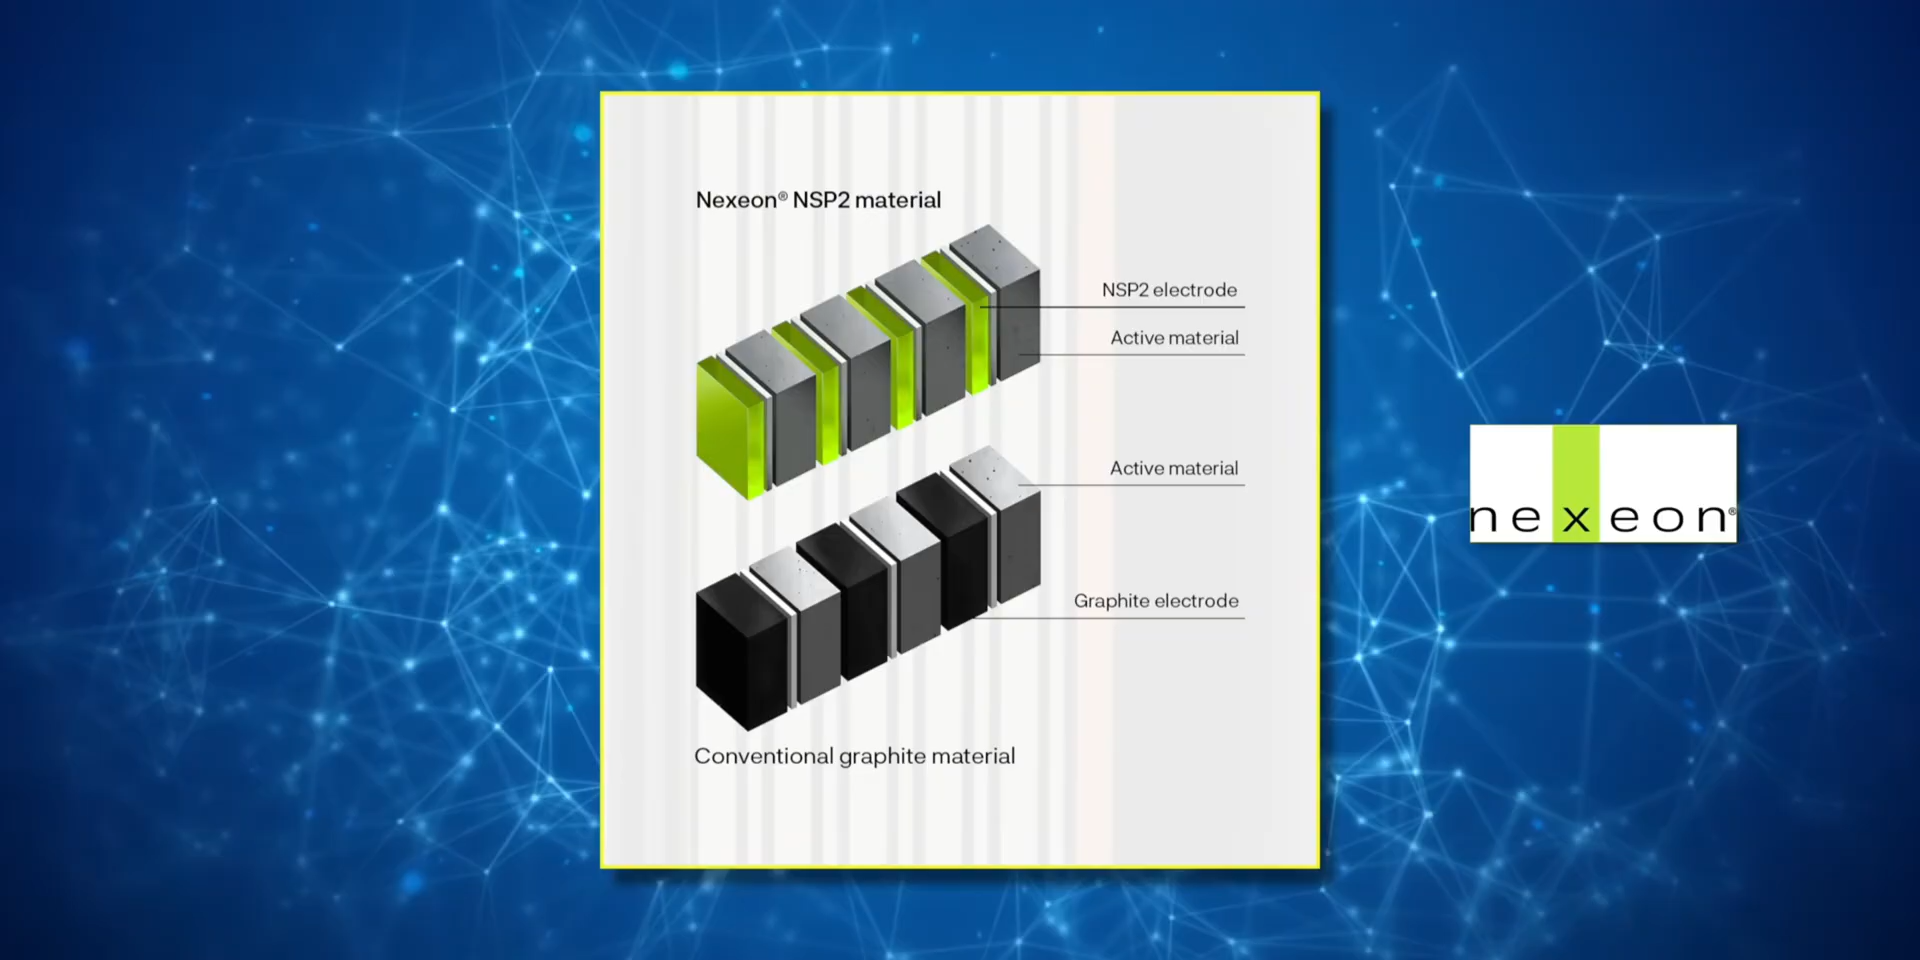 Nexeon® NSP2 material
NSP2 electrode
Active material
Active material
Graphite electrode
Conventional graphite material
nexeon®